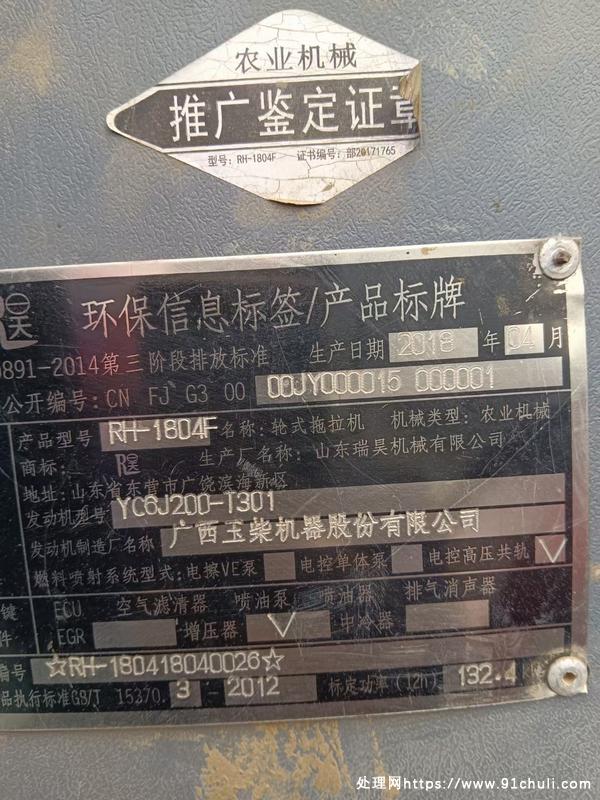 农业机械
推广鉴定证章
型号: RH-1804F 证书编号: 部20171765
环保信息标签/产品标牌
891-2014第三阶段排放标准 生产日期 2018 年 04 月
公开编号: CN FJ G3 00 00JY000015 000001
产品型号 RH-1804F 名称: 轮式拖拉机 机械类型: 农业机械
商标: 生产厂名称: 山东瑞昊机械有限公司
地址: 山东省东营市广饶滨海新区
发动机型号 YC6J200-T301
发动机制造厂名称 广西玉柴机器股份有限公司
燃料喷射系统型式: 电控VE泵 电控单体泵 电控高压共轨 √
键 ECU 空气滤清器 喷油泵 喷油器 排气消声器
件 EGR 增压器 √ 中冷器
编号 ☆RH-180418040026☆
品执行标准GB/T 15370.3-2012 标定功率(12h) 132.4
处理网https://www.91chuli.com